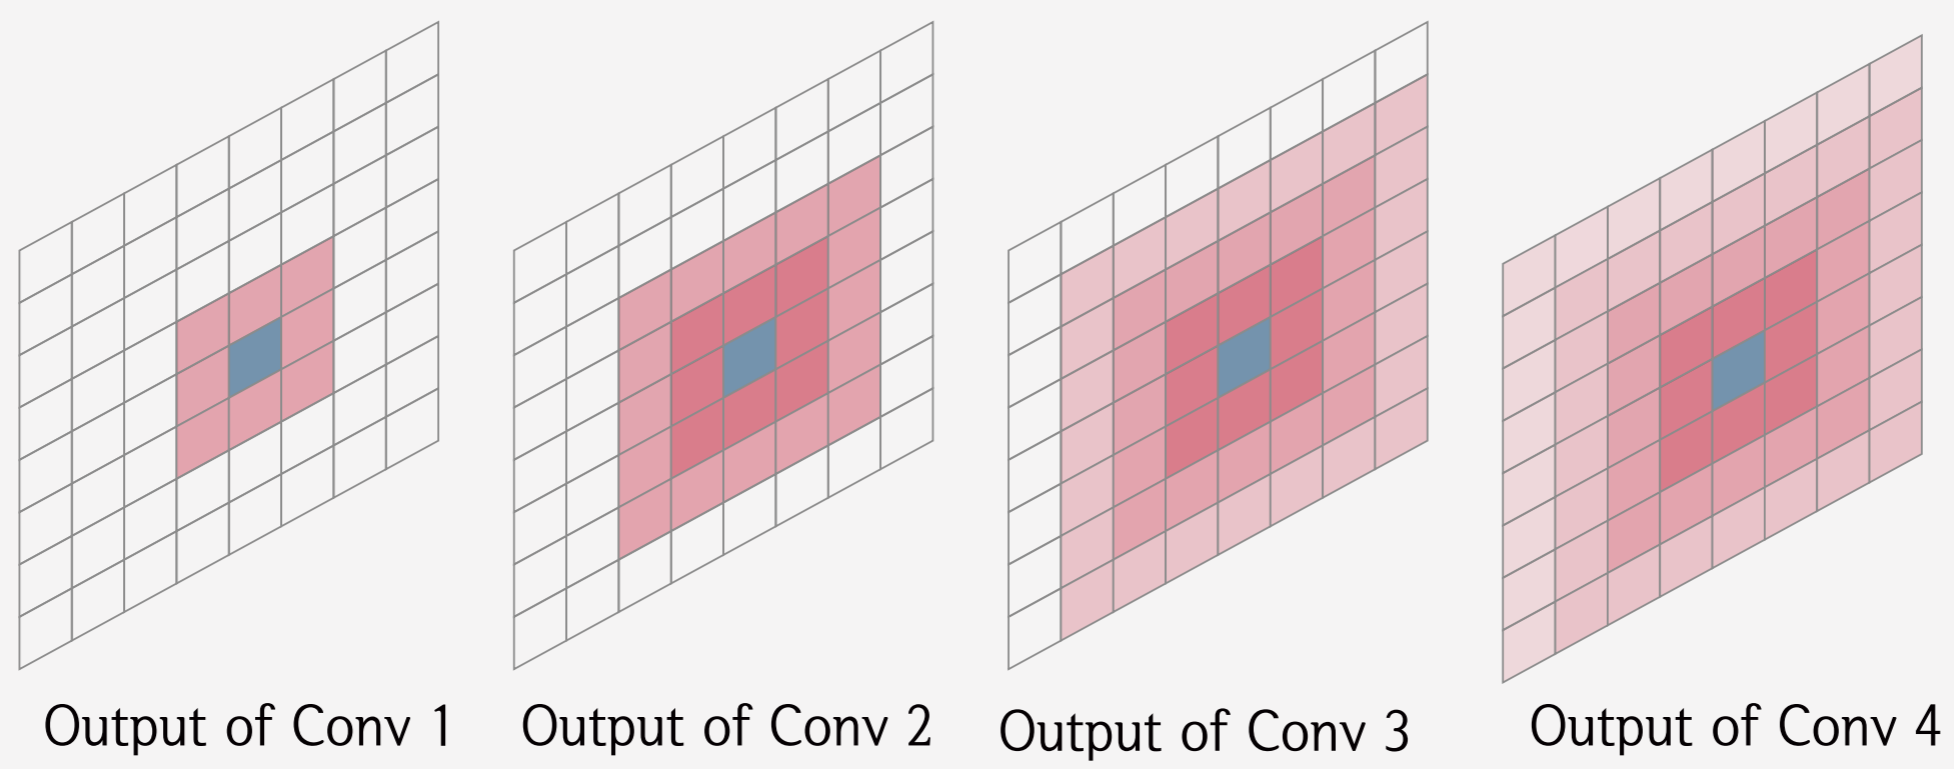 Output of Conv 1
Output of Conv 2
Output of Conv 3
Output of Conv 4